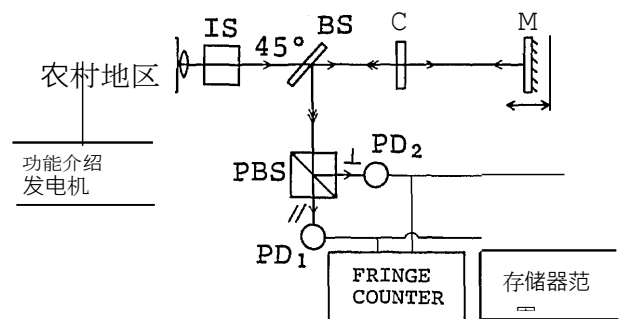 IS
BS
C
M
45°
农村地区
功能介绍
发电机
PBS
⊥
PD₂
//
PD₁
FRINGE
COUNTER
存储器范